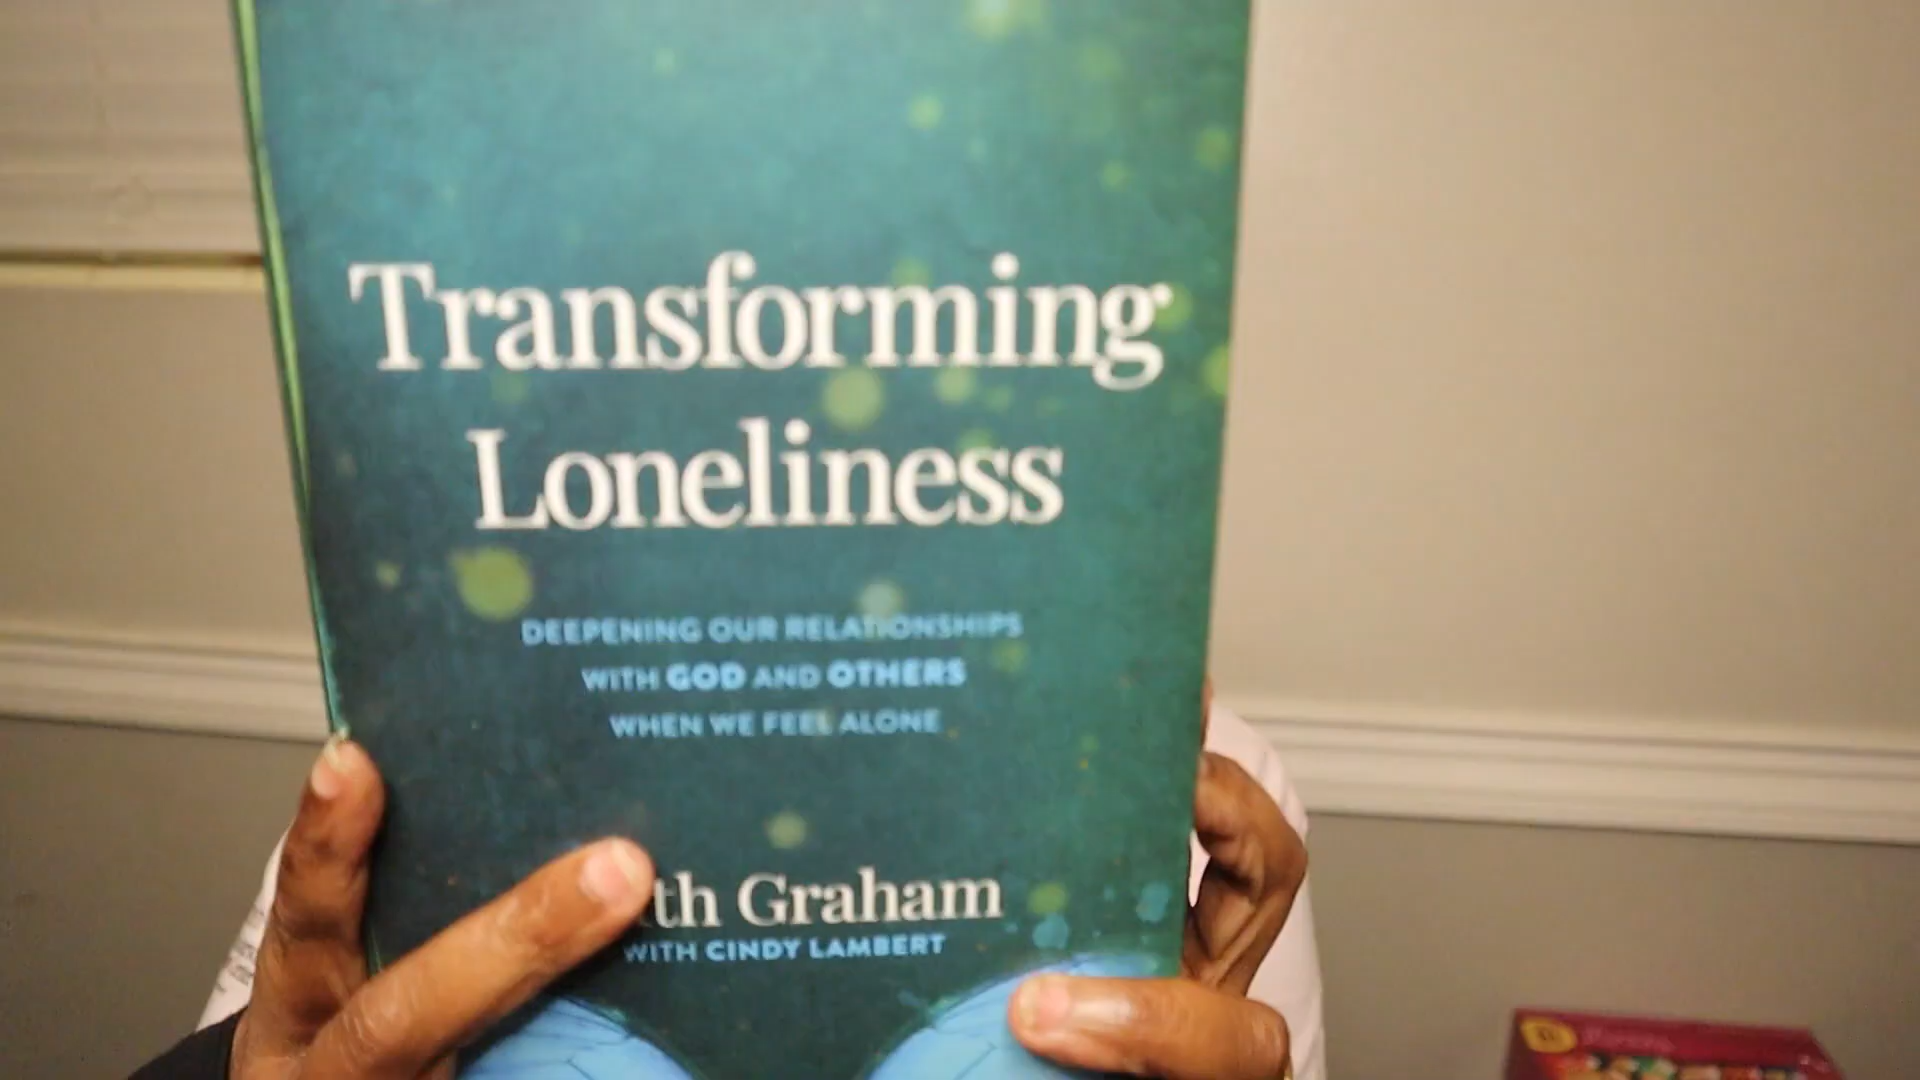 Transforming
Loneliness
DEEPENING OUR RELATIONSHIPS
WITH GOD AND OTHERS
WHEN WE FEEL ALONE
th Graham
WITH CINDY LAMBERT